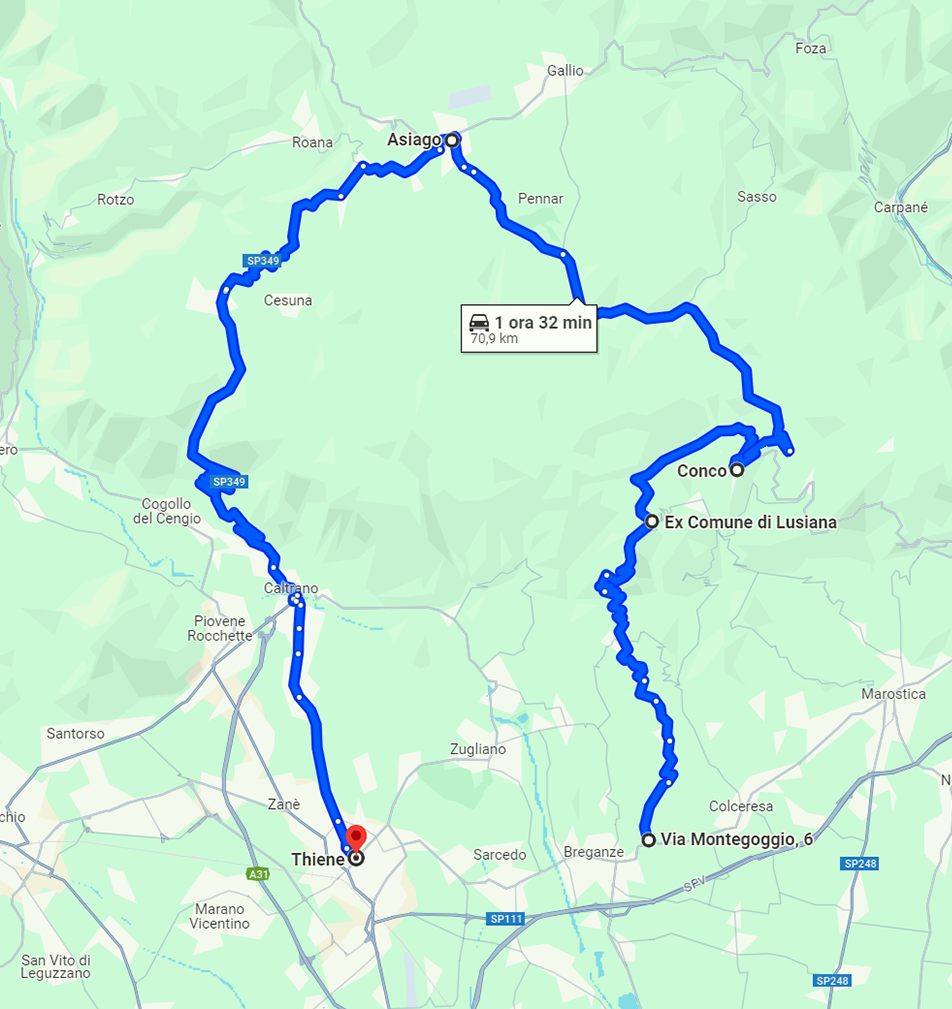 Foza
Gallio
Asiago
Roana
Rotzo
Pennar
Sasso
Carpané
SP349
Cesuna
1 ora 32 min
70,9 km
ero
Conco
SP349
Cogollo
del Cengio
Ex Comune di Lusiana
Caltrano
Piovene
Rocchette
Marostica
Santorso
Zugliano
N
Zanè
Colceresa
chio
Via Montegoggio, 6
Thiene
Sarcedo
Breganze
SP248
A31
SPV
Marano
Vicentino
SP111
San Vito di
Leguzzano
SP248